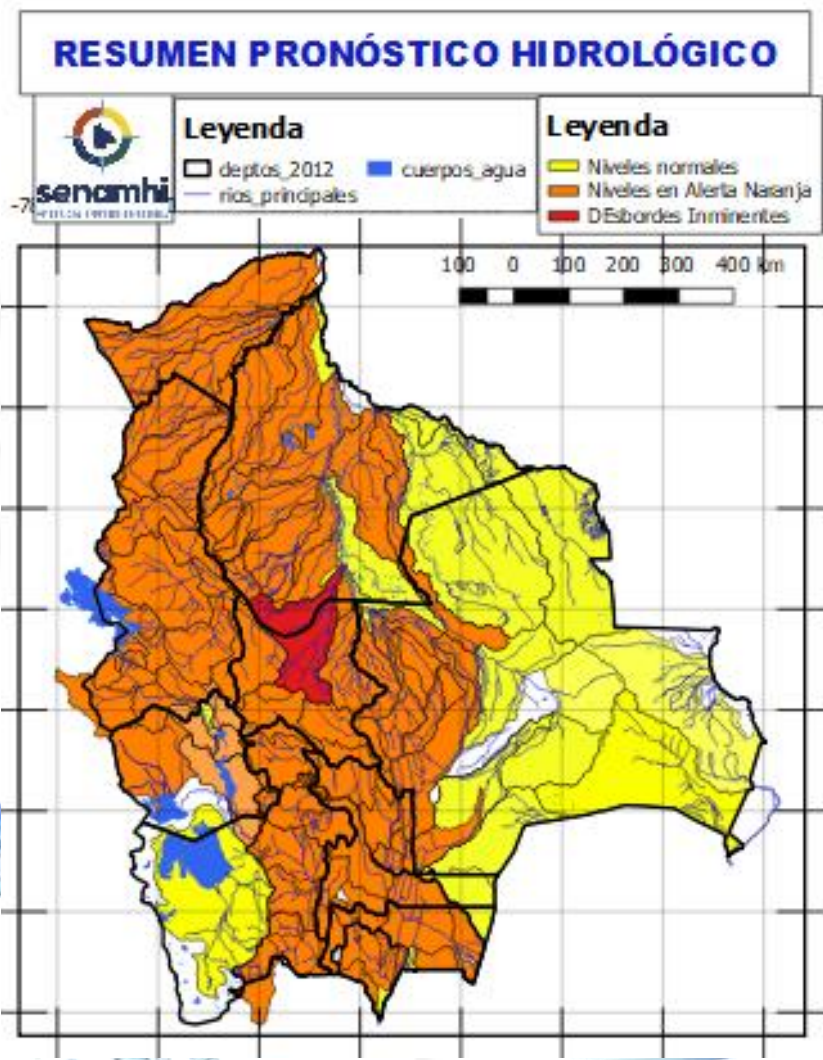 RESUMEN PRONÓSTICO HIDROLÓGICO
senamhi
Leyenda
deptos_2012 cuerpos_agua
rios_principales
Leyenda
Niveles normales
Niveles en Alerta Naranja
DEsbordes Inminentes
100 0 100 200 300 400 km